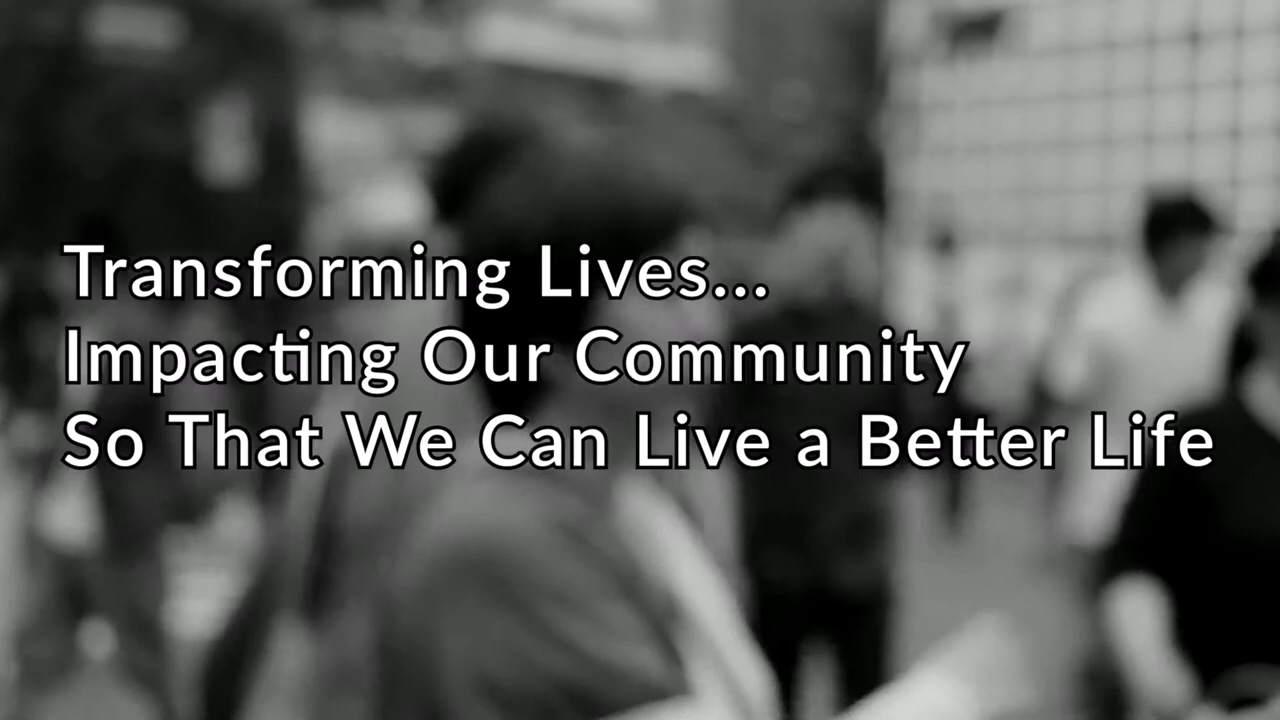 Transforming Lives...
Impacting Our Community
So That We Can Live a Better Life